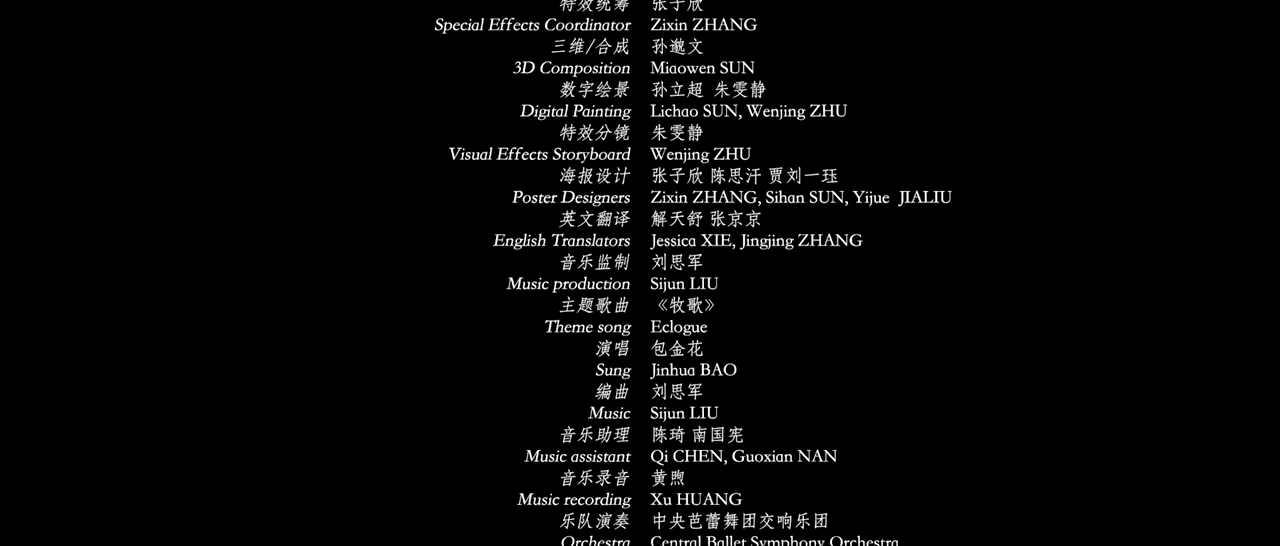 特效统筹 张子欣
Special Effects Coordinator Zixin ZHANG
三维/合成 孙邈文
3D Composition Miaowen SUN
数字绘景 孙立超 朱雯静
Digital Painting Lichao SUN, Wenjing ZHU
特效分镜 朱雯静
Visual Effects Storyboard Wenjing ZHU
海报设计 张子欣 陈思汗 贾刘一珏
Poster Designers Zixin ZHANG, Sihan SUN, Yijue JIALIU
英文翻译 解天舒 张京京
English Translators Jessica XIE, Jingjing ZHANG
音乐监制 刘思军
Music production Sijun LIU
主题歌曲 《牧歌》
Theme song Eclogue
演唱 包金花
Sung Jinhua BAO
编曲 刘思军
Music Sijun LIU
音乐助理 陈琦 南国宪
Music assistant Qi CHEN, Guoxian NAN
音乐录音 黄煦
Music recording Xu HUANG
乐队演奏 中央芭蕾舞团交响乐团
Orchestra Central Ballet Symphony Orchestra